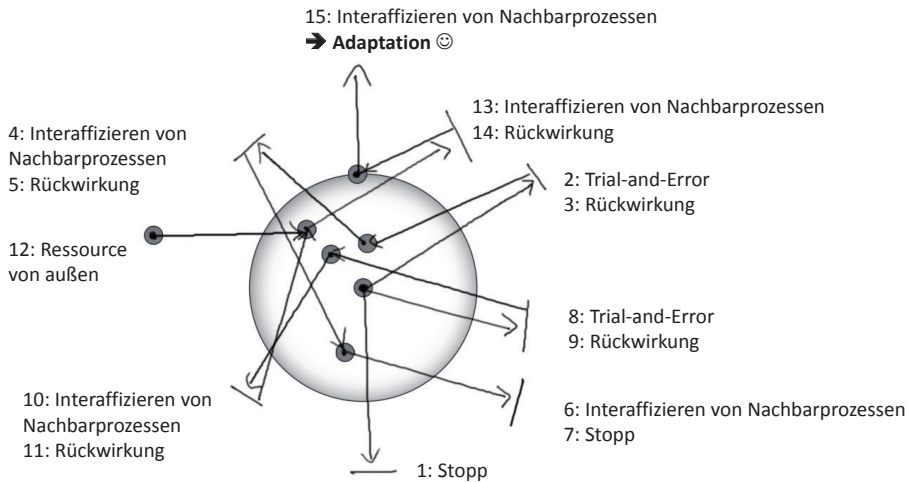 15: Interaffizieren von Nachbarprozessen
➔ Adaptation ☺
13: Interaffizieren von Nachbarprozessen
14: Rückwirkung
4: Interaffizieren von
Nachbarprozessen
5: Rückwirkung
2: Trial-and-Error
3: Rückwirkung
12: Ressource
von außen
8: Trial-and-Error
9: Rückwirkung
10: Interaffizieren von
Nachbarprozessen
11: Rückwirkung
6: Interaffizieren von Nachbarprozessen
7: Stopp
1: Stopp